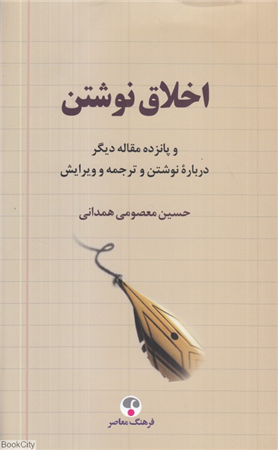 اخلاق نوشتن
و پانزده مقاله دیگر
دربارهٔ نوشتن و ترجمه و ویرایش
حسین معصومی همدانی
فرهنگ معاصر
BookCity